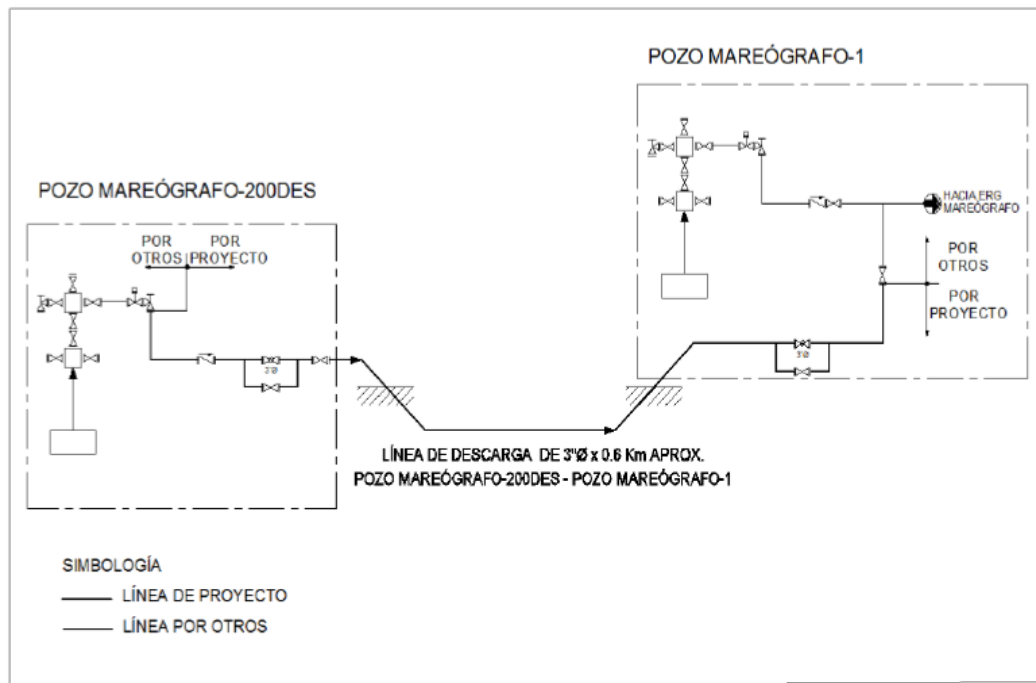 POZO MAREÓGRAFO-1
HACIA ERG
MAREÓGRAFO
POR
OTROS
POR
PROYECTO
3"Ø
POZO MAREÓGRAFO-200DES
POR
OTROS
POR
PROYECTO
3"Ø
LÍNEA DE DESCARGA DE 3"Ø x 0.6 Km APROX.
POZO MAREÓGRAFO-200DES - POZO MAREÓGRAFO-1
SIMBOLOGÍA
LÍNEA DE PROYECTO
LÍNEA POR OTROS